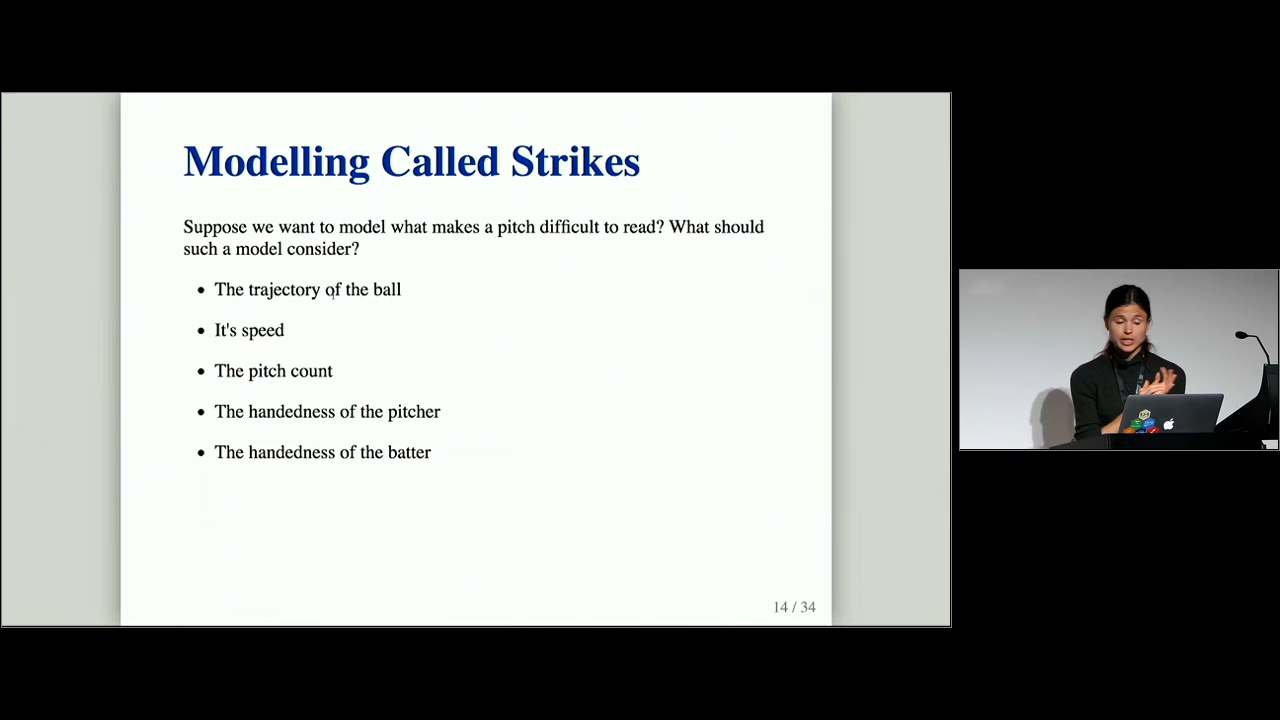 Modelling Called Strikes
Suppose we want to model what makes a pitch difficult to read? What should
such a model consider?
The trajectory of the ball
It's speed
The pitch count
The handedness of the pitcher
The handedness of the batter
14 / 34